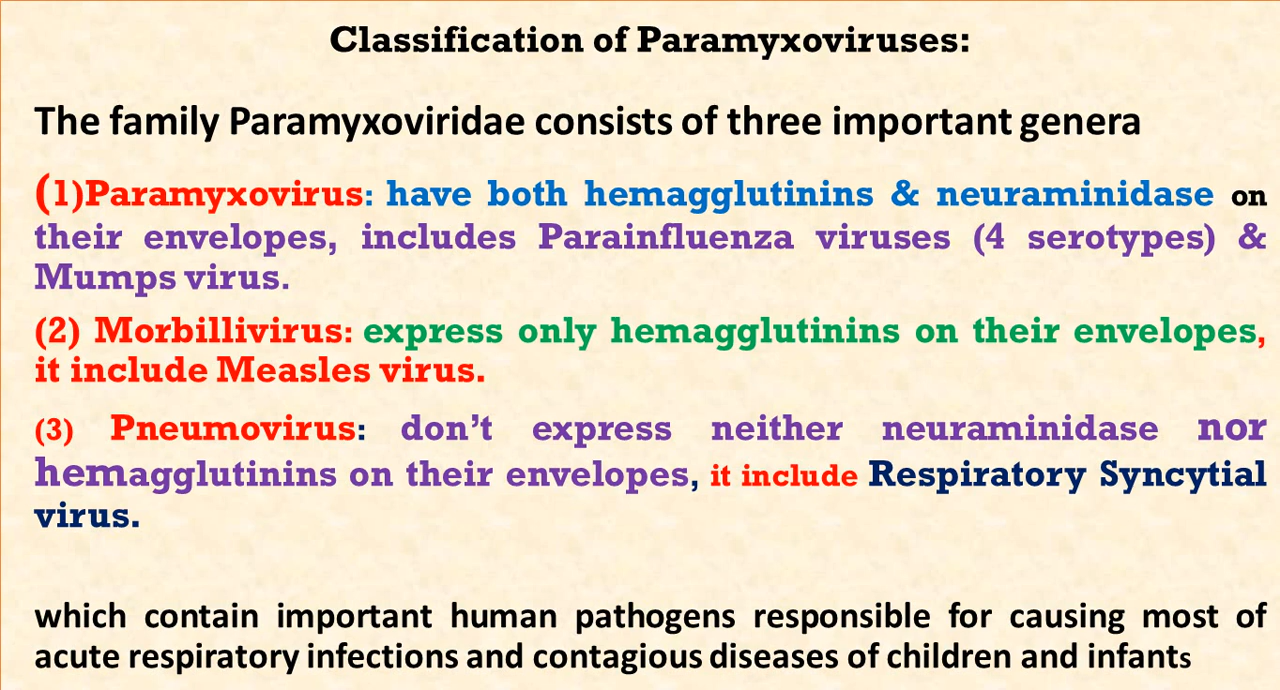 Classification of Paramyxoviruses:
The family Paramyxoviridae consists of three important genera
(1)Paramyxovirus: have both hemagglutinins & neuraminidase on
their envelopes, includes Parainfluenza viruses (4 serotypes) &
Mumps virus.
(2) Morbillivirus: express only hemagglutinins on their envelopes,
it include Measles virus.
(3) Pneumovirus: don’t express neither neuraminidase nor
hemagglutinins on their envelopes, it include Respiratory Syncytial
virus.
which contain important human pathogens responsible for causing most of
acute respiratory infections and contagious diseases of children and infants